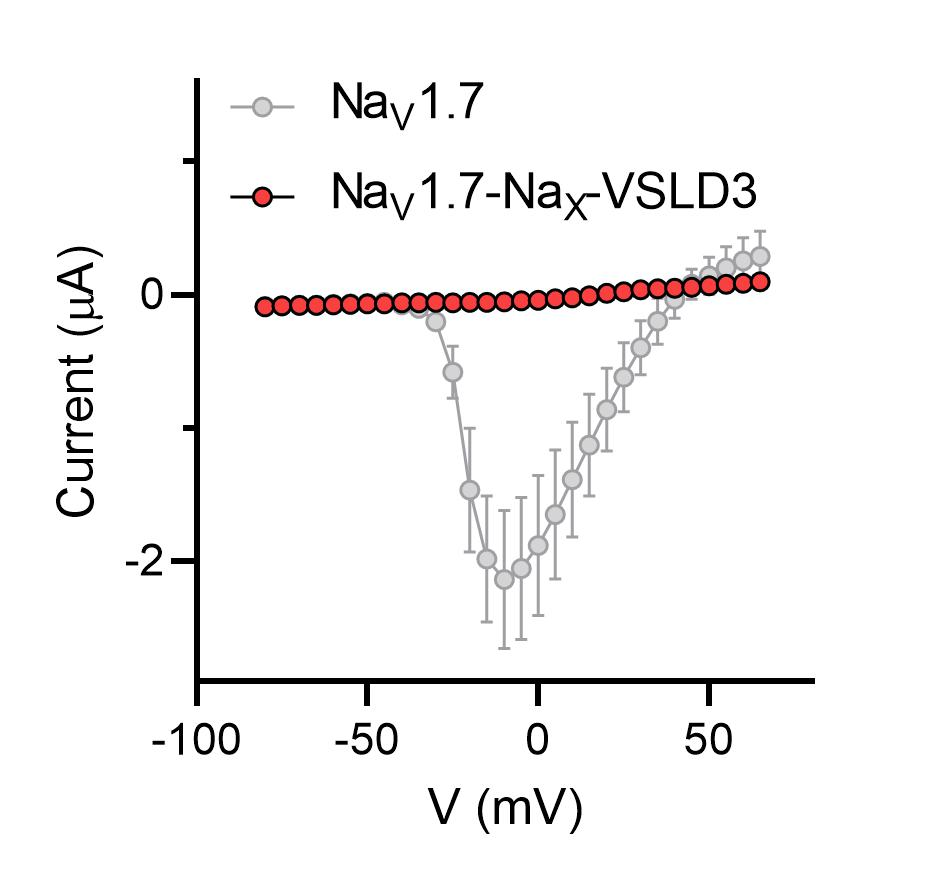 NaV1.7
NaV1.7-NaX-VSLD3
Current (μA)
0
-2
-100 -50 0 50
V (mV)